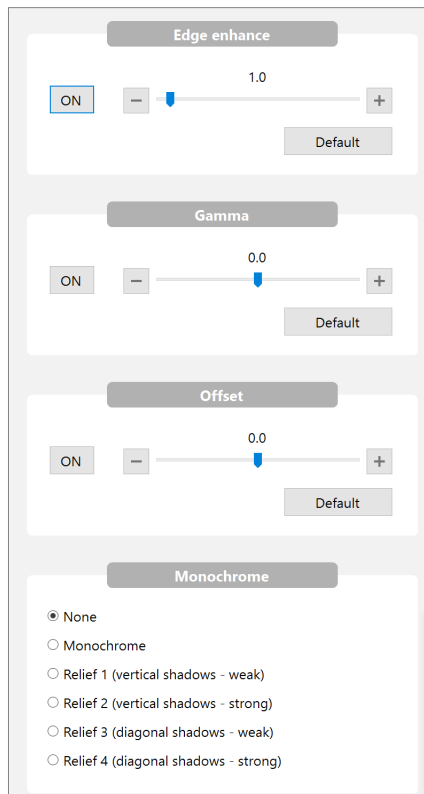 Edge enhance
1.0
ON
− +
Default
Gamma
0.0
ON
− +
Default
Offset
0.0
ON
− +
Default
Monochrome
None
Monochrome
Relief 1 (vertical shadows - weak)
Relief 2 (vertical shadows - strong)
Relief 3 (diagonal shadows - weak)
Relief 4 (diagonal shadows - strong)